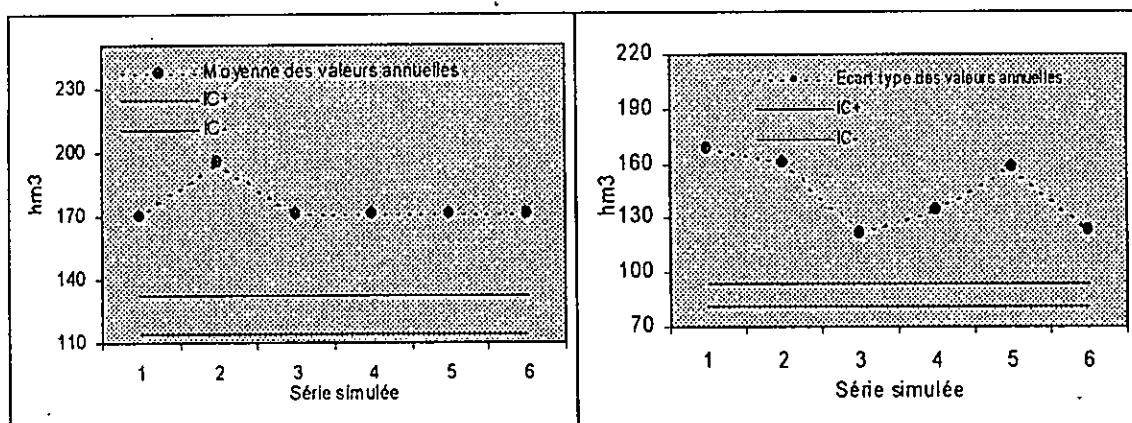 Moyenne des valeurs annuelles
IC+
IC-
230
200
170
140
110
hm3
1 2 3 4 5 6
Série simulée
Ecart type des valeurs annuelles
IC+
IC-
220
190
160
130
100
70
hm3
1 2 3 4 5 6
Série simulée